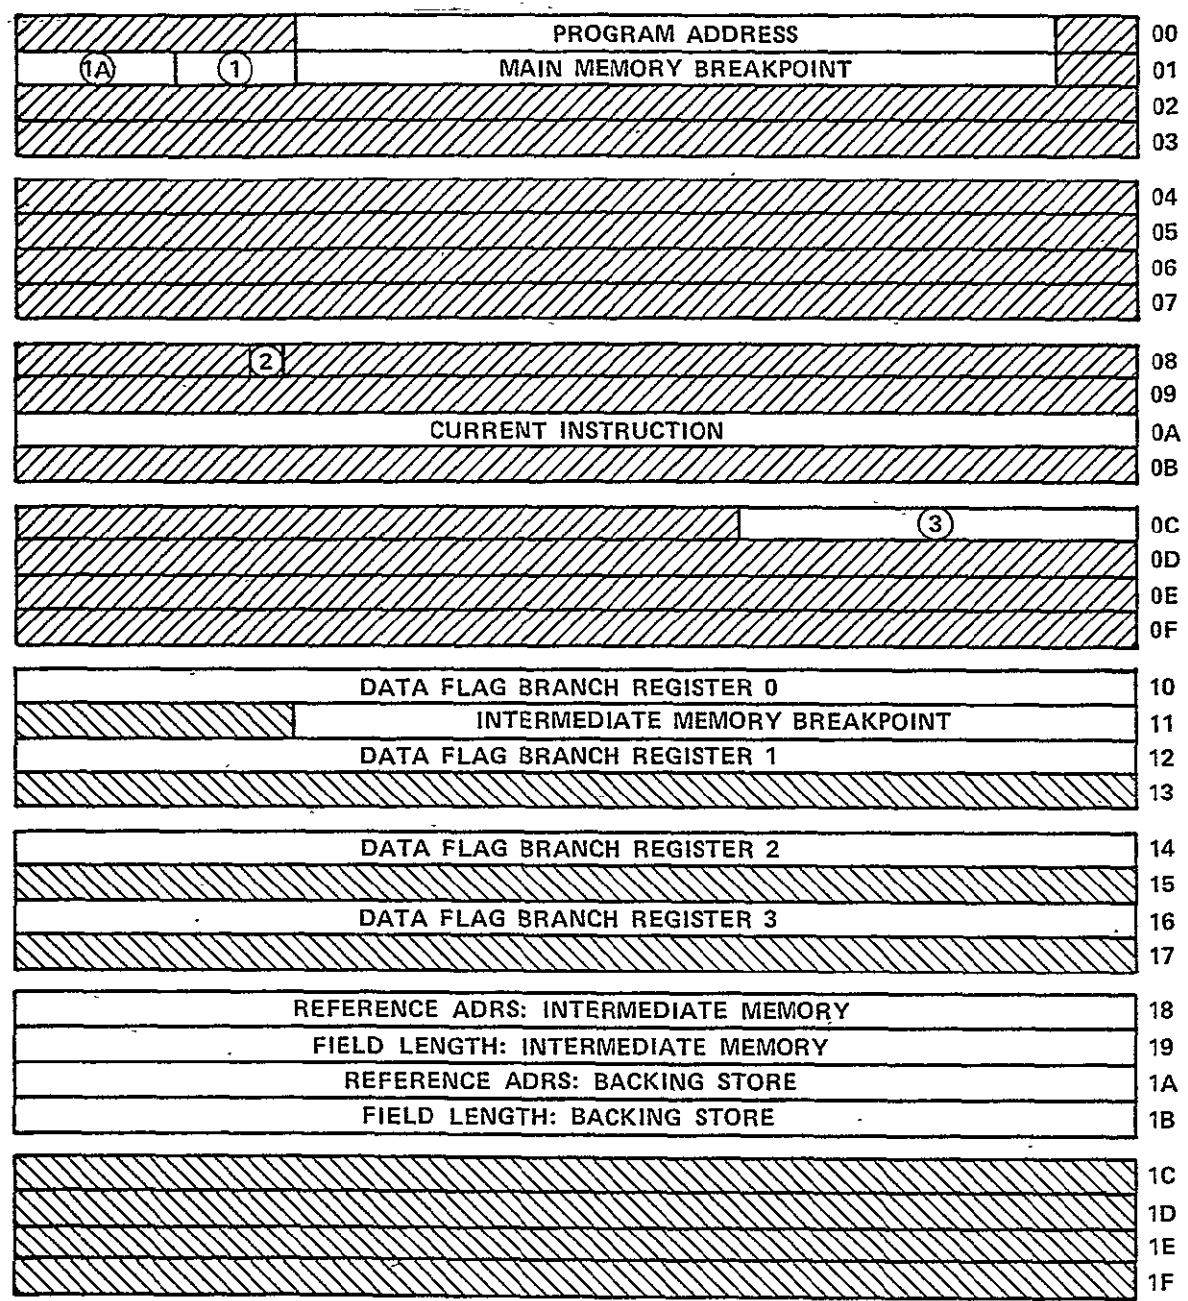 PROGRAM ADDRESS 00
1A 1 MAIN MEMORY BREAKPOINT 01
02
03
04
05
06
07
2 08
09
CURRENT INSTRUCTION 0A
0B
3 0C
0D
0E
0F
DATA FLAG BRANCH REGISTER 0 10
INTERMEDIATE MEMORY BREAKPOINT 11
DATA FLAG BRANCH REGISTER 1 12
13
DATA FLAG BRANCH REGISTER 2 14
15
DATA FLAG BRANCH REGISTER 3 16
17
REFERENCE ADRS: INTERMEDIATE MEMORY 18
FIELD LENGTH: INTERMEDIATE MEMORY 19
REFERENCE ADRS: BACKING STORE 1A
FIELD LENGTH: BACKING STORE 1B
1C
1D
1E
1F